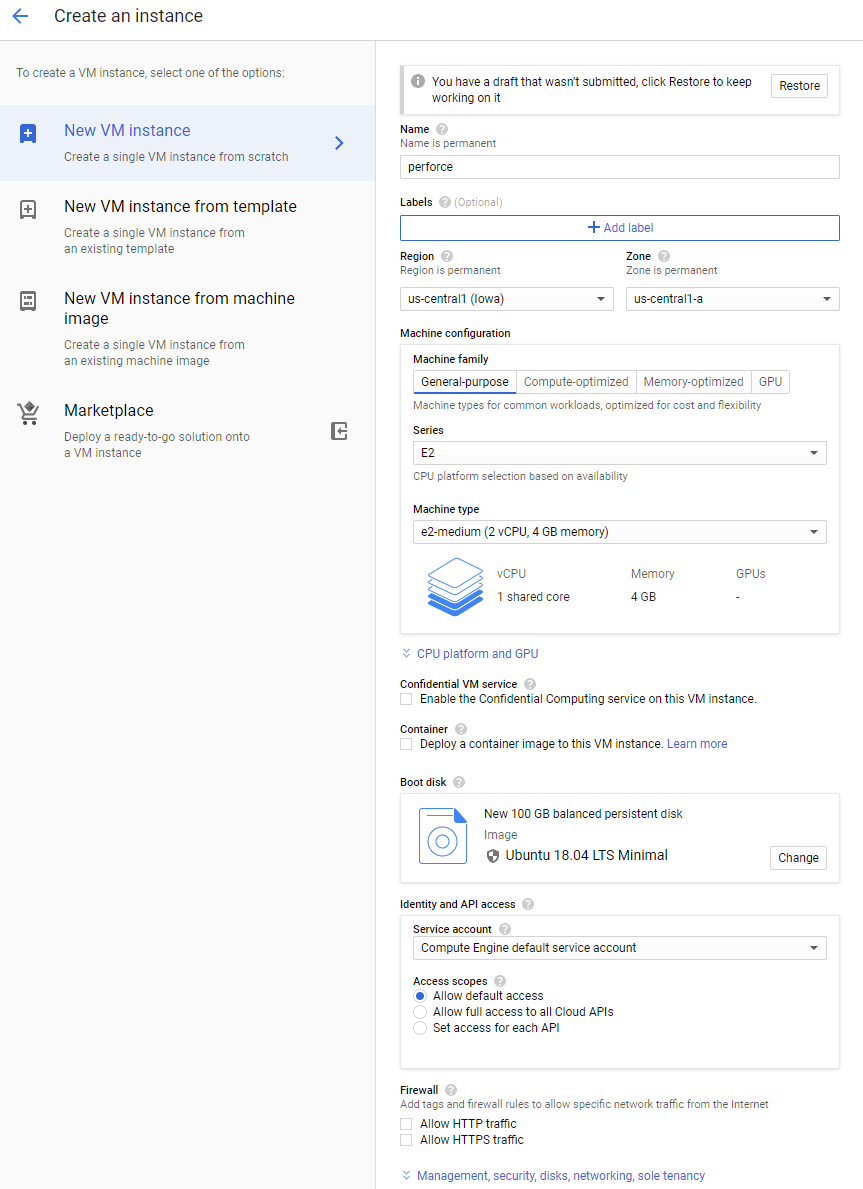 Create an instance
To create a VM instance, select one of the options:
New VM instance
Create a single VM instance from scratch
New VM instance from template
Create a single VM instance from
an existing template
New VM instance from machine
image
Create a single VM instance from
an existing machine image
Marketplace
Deploy a ready-to-go solution onto
a VM instance
You have a draft that wasn't submitted, click Restore to keep
working on it
Restore
Name
Name is permanent
perforce
Labels (Optional)
Add label
Region
Region is permanent
us-central1 (Iowa)
Zone
Zone is permanent
us-central1-a
Machine configuration
Machine family
General-purpose Compute-optimized Memory-optimized GPU
Machine types for common workloads, optimized for cost and flexibility
Series
E2
CPU platform selection based on availability
Machine type
e2-medium (2 vCPU, 4 GB memory)
vCPU Memory GPUs
1 shared core 4 GB -
CPU platform and GPU
Confidential VM service
Enable the Confidential Computing service on this VM instance.
Container
Deploy a container image to this VM instance. Learn more
Boot disk
New 100 GB balanced persistent disk
Image
Ubuntu 18.04 LTS Minimal
Change
Identity and API access
Service account
Compute Engine default service account
Access scopes
Allow default access
Allow full access to all Cloud APIs
Set access for each API
Firewall
Add tags and firewall rules to allow specific network traffic from the Internet
Allow HTTP traffic
Allow HTTPS traffic
Management, security, disks, networking, sole tenancy